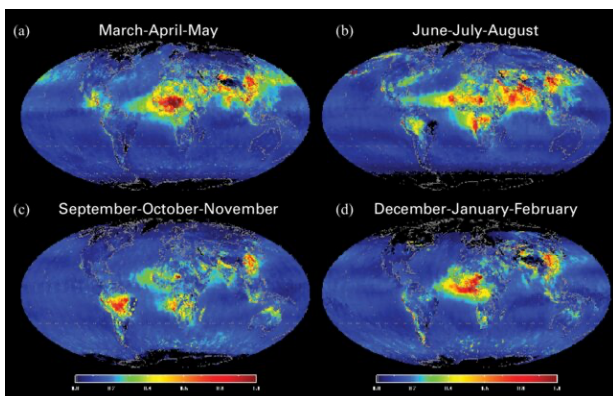 (a) March-April-May
(b) June-July-August
(c) September-October-November
(d) December-January-February